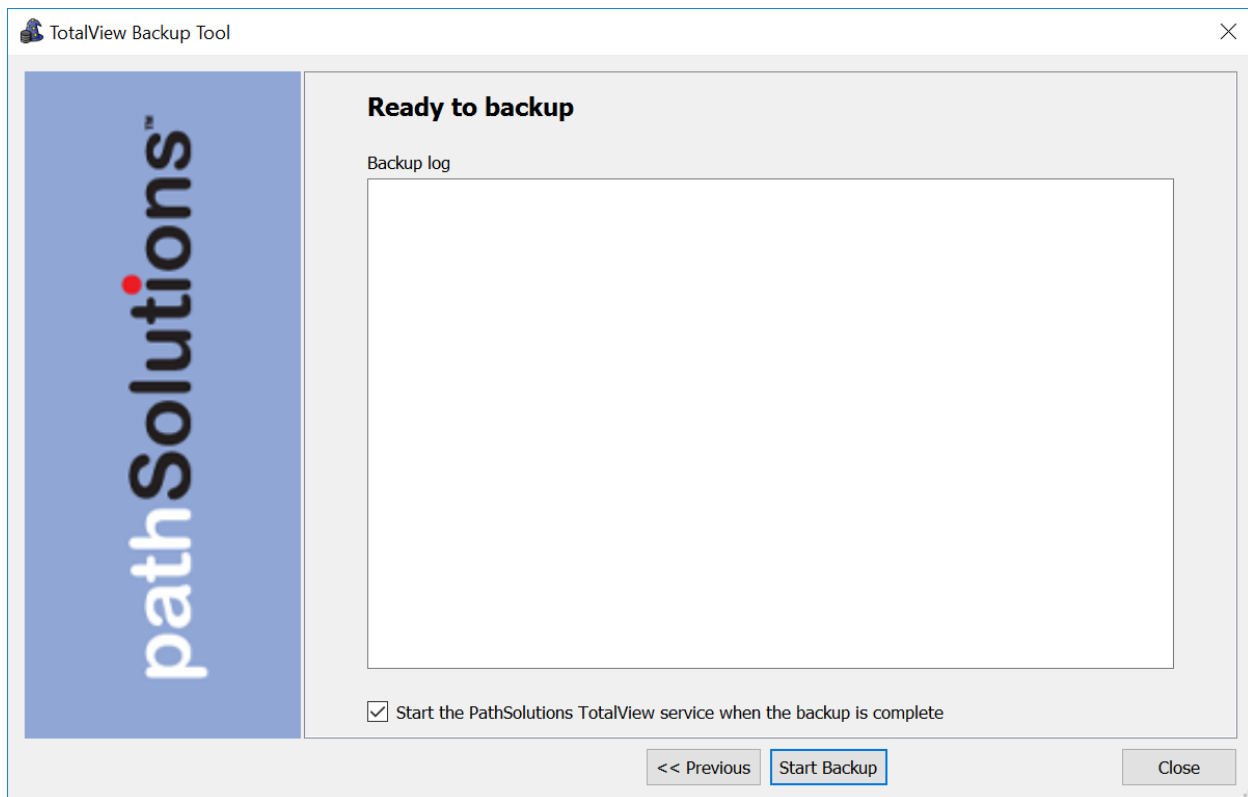 TotalView Backup Tool
pathSolutions™
Ready to backup
Backup log
Start the PathSolutions TotalView service when the backup is complete
<< Previous
Start Backup
Close